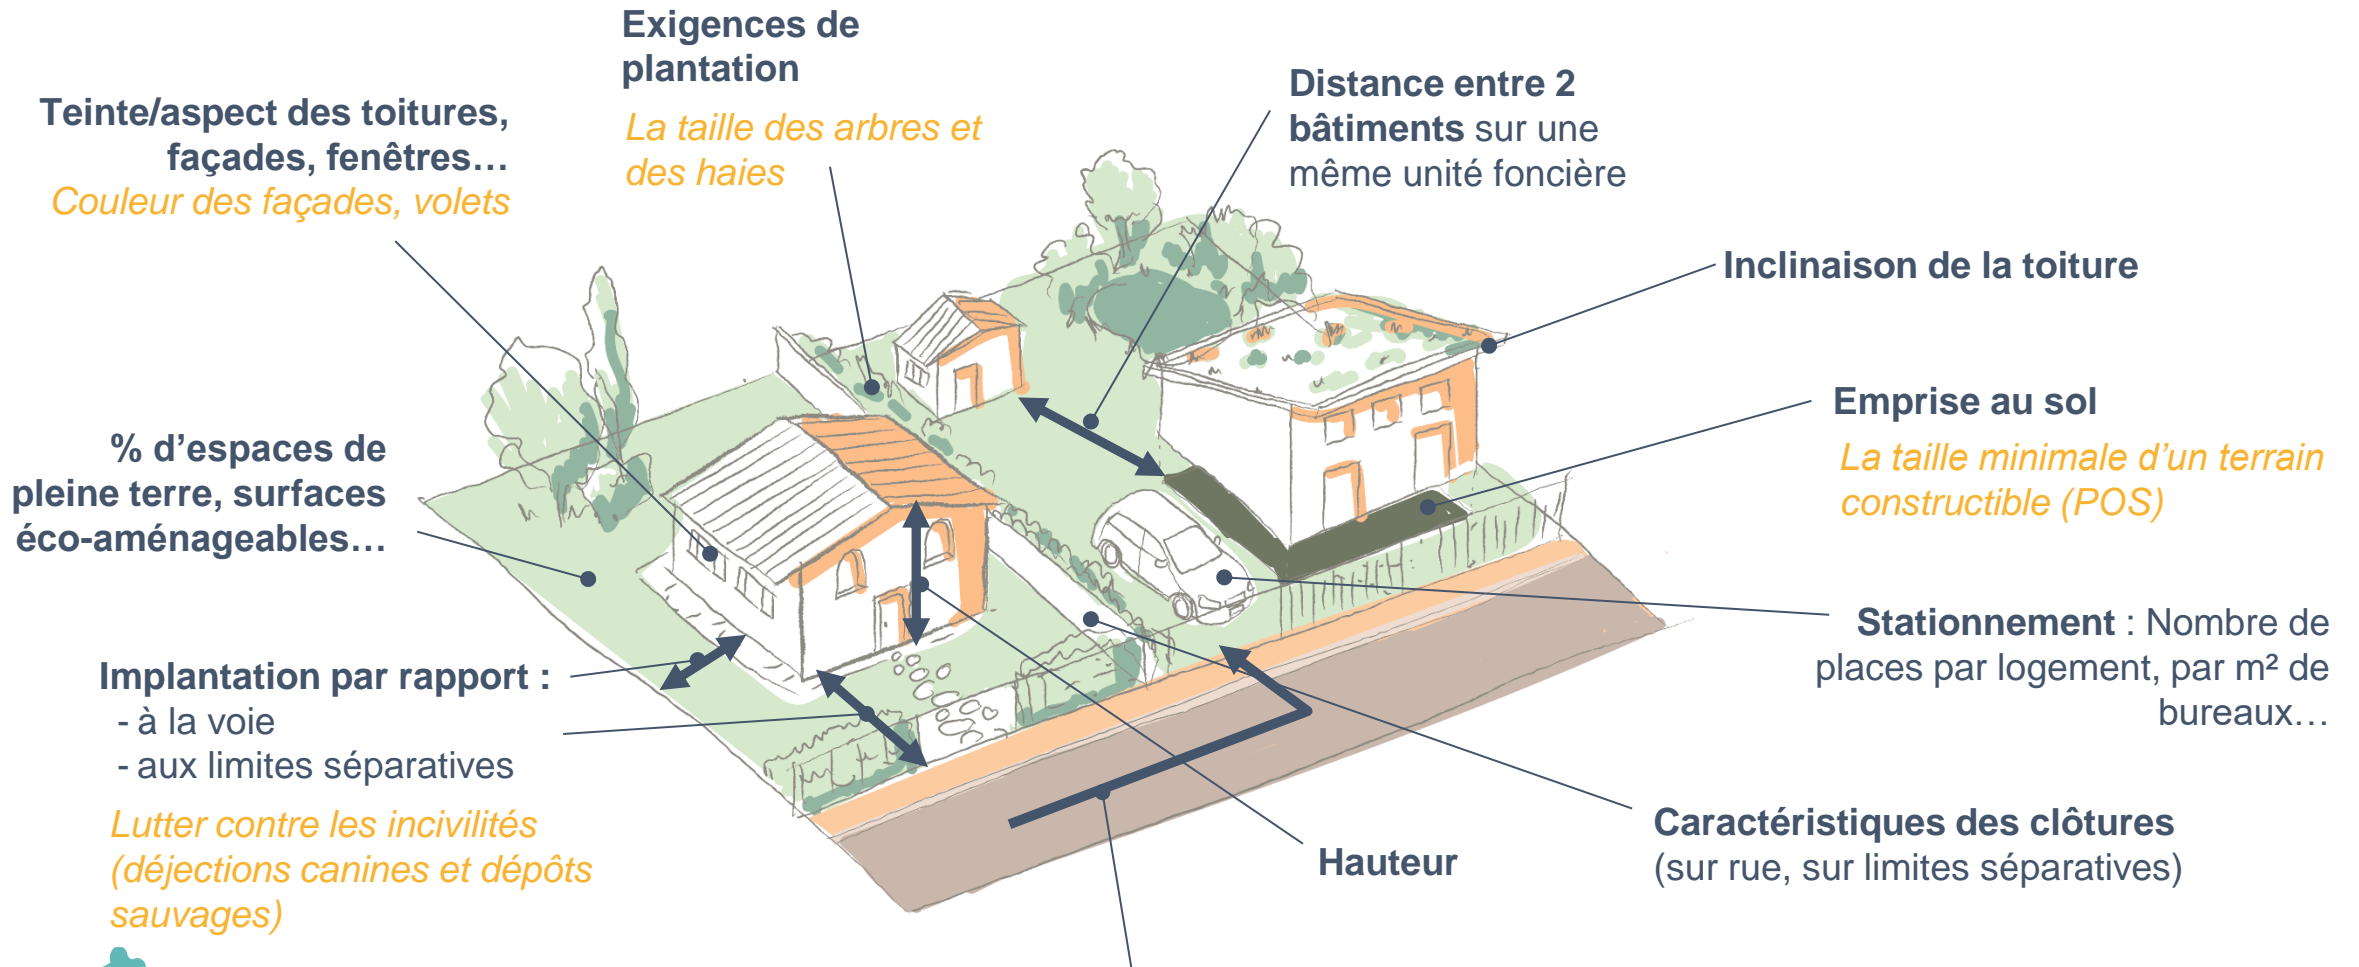 Exigences de
plantation
La taille des arbres et
des haies
Teinte/aspect des toitures,
façades, fenêtres…
Couleur des façades, volets
Distance entre 2
bâtiments sur une
même unité foncière
Inclinaison de la toiture
Emprise au sol
La taille minimale d’un terrain
constructible (POS)
% d’espaces de
pleine terre, surfaces
éco-aménageables…
Stationnement : Nombre de
places par logement, par m² de
bureaux…
Implantation par rapport :
- à la voie
- aux limites séparatives
Lutter contre les incivilités
(déjections canines et dépôts
sauvages)
Hauteur
Caractéristiques des clôtures
(sur rue, sur limites séparatives)